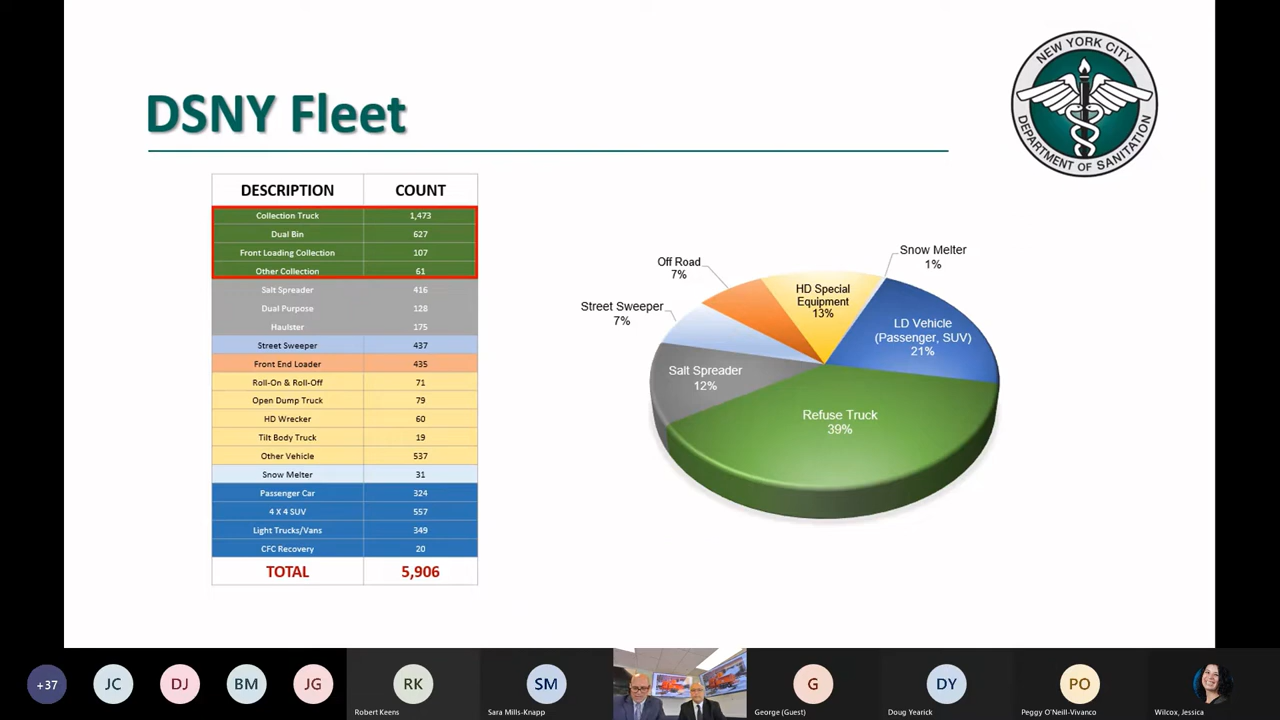 DSNY Fleet
NEW YORK CITY
DEPARTMENT OF SANITATION
DESCRIPTION COUNT
Collection Truck 1,473
Dual Bin 627
Front Loading Collection 107
Other Collection 61
Salt Spreader 416
Dual Purpose 128
Haulster 175
Street Sweeper 437
Front End Loader 435
Roll-On & Roll-Off 71
Open Dump Truck 79
HD Wrecker 60
Tilt Body Truck 19
Other Vehicle 537
Snow Melter 31
Passenger Car 324
4 X 4 SUV 557
Light Trucks/Vans 349
CFC Recovery 20
TOTAL 5,906
Snow Melter
1%
Off Road
7%
HD Special
Equipment
13%
Street Sweeper
7%
LD Vehicle
(Passenger, SUV)
21%
Salt Spreader
12%
Refuse Truck
39%
+37
JC
DJ
BM
JG
RK
Robert Keens
SM
Sara Mills-Knapp
G
George (Guest)
DY
Doug Yearick
PO
Peggy O'Neill-Vivanco
Wilcox, Jessica